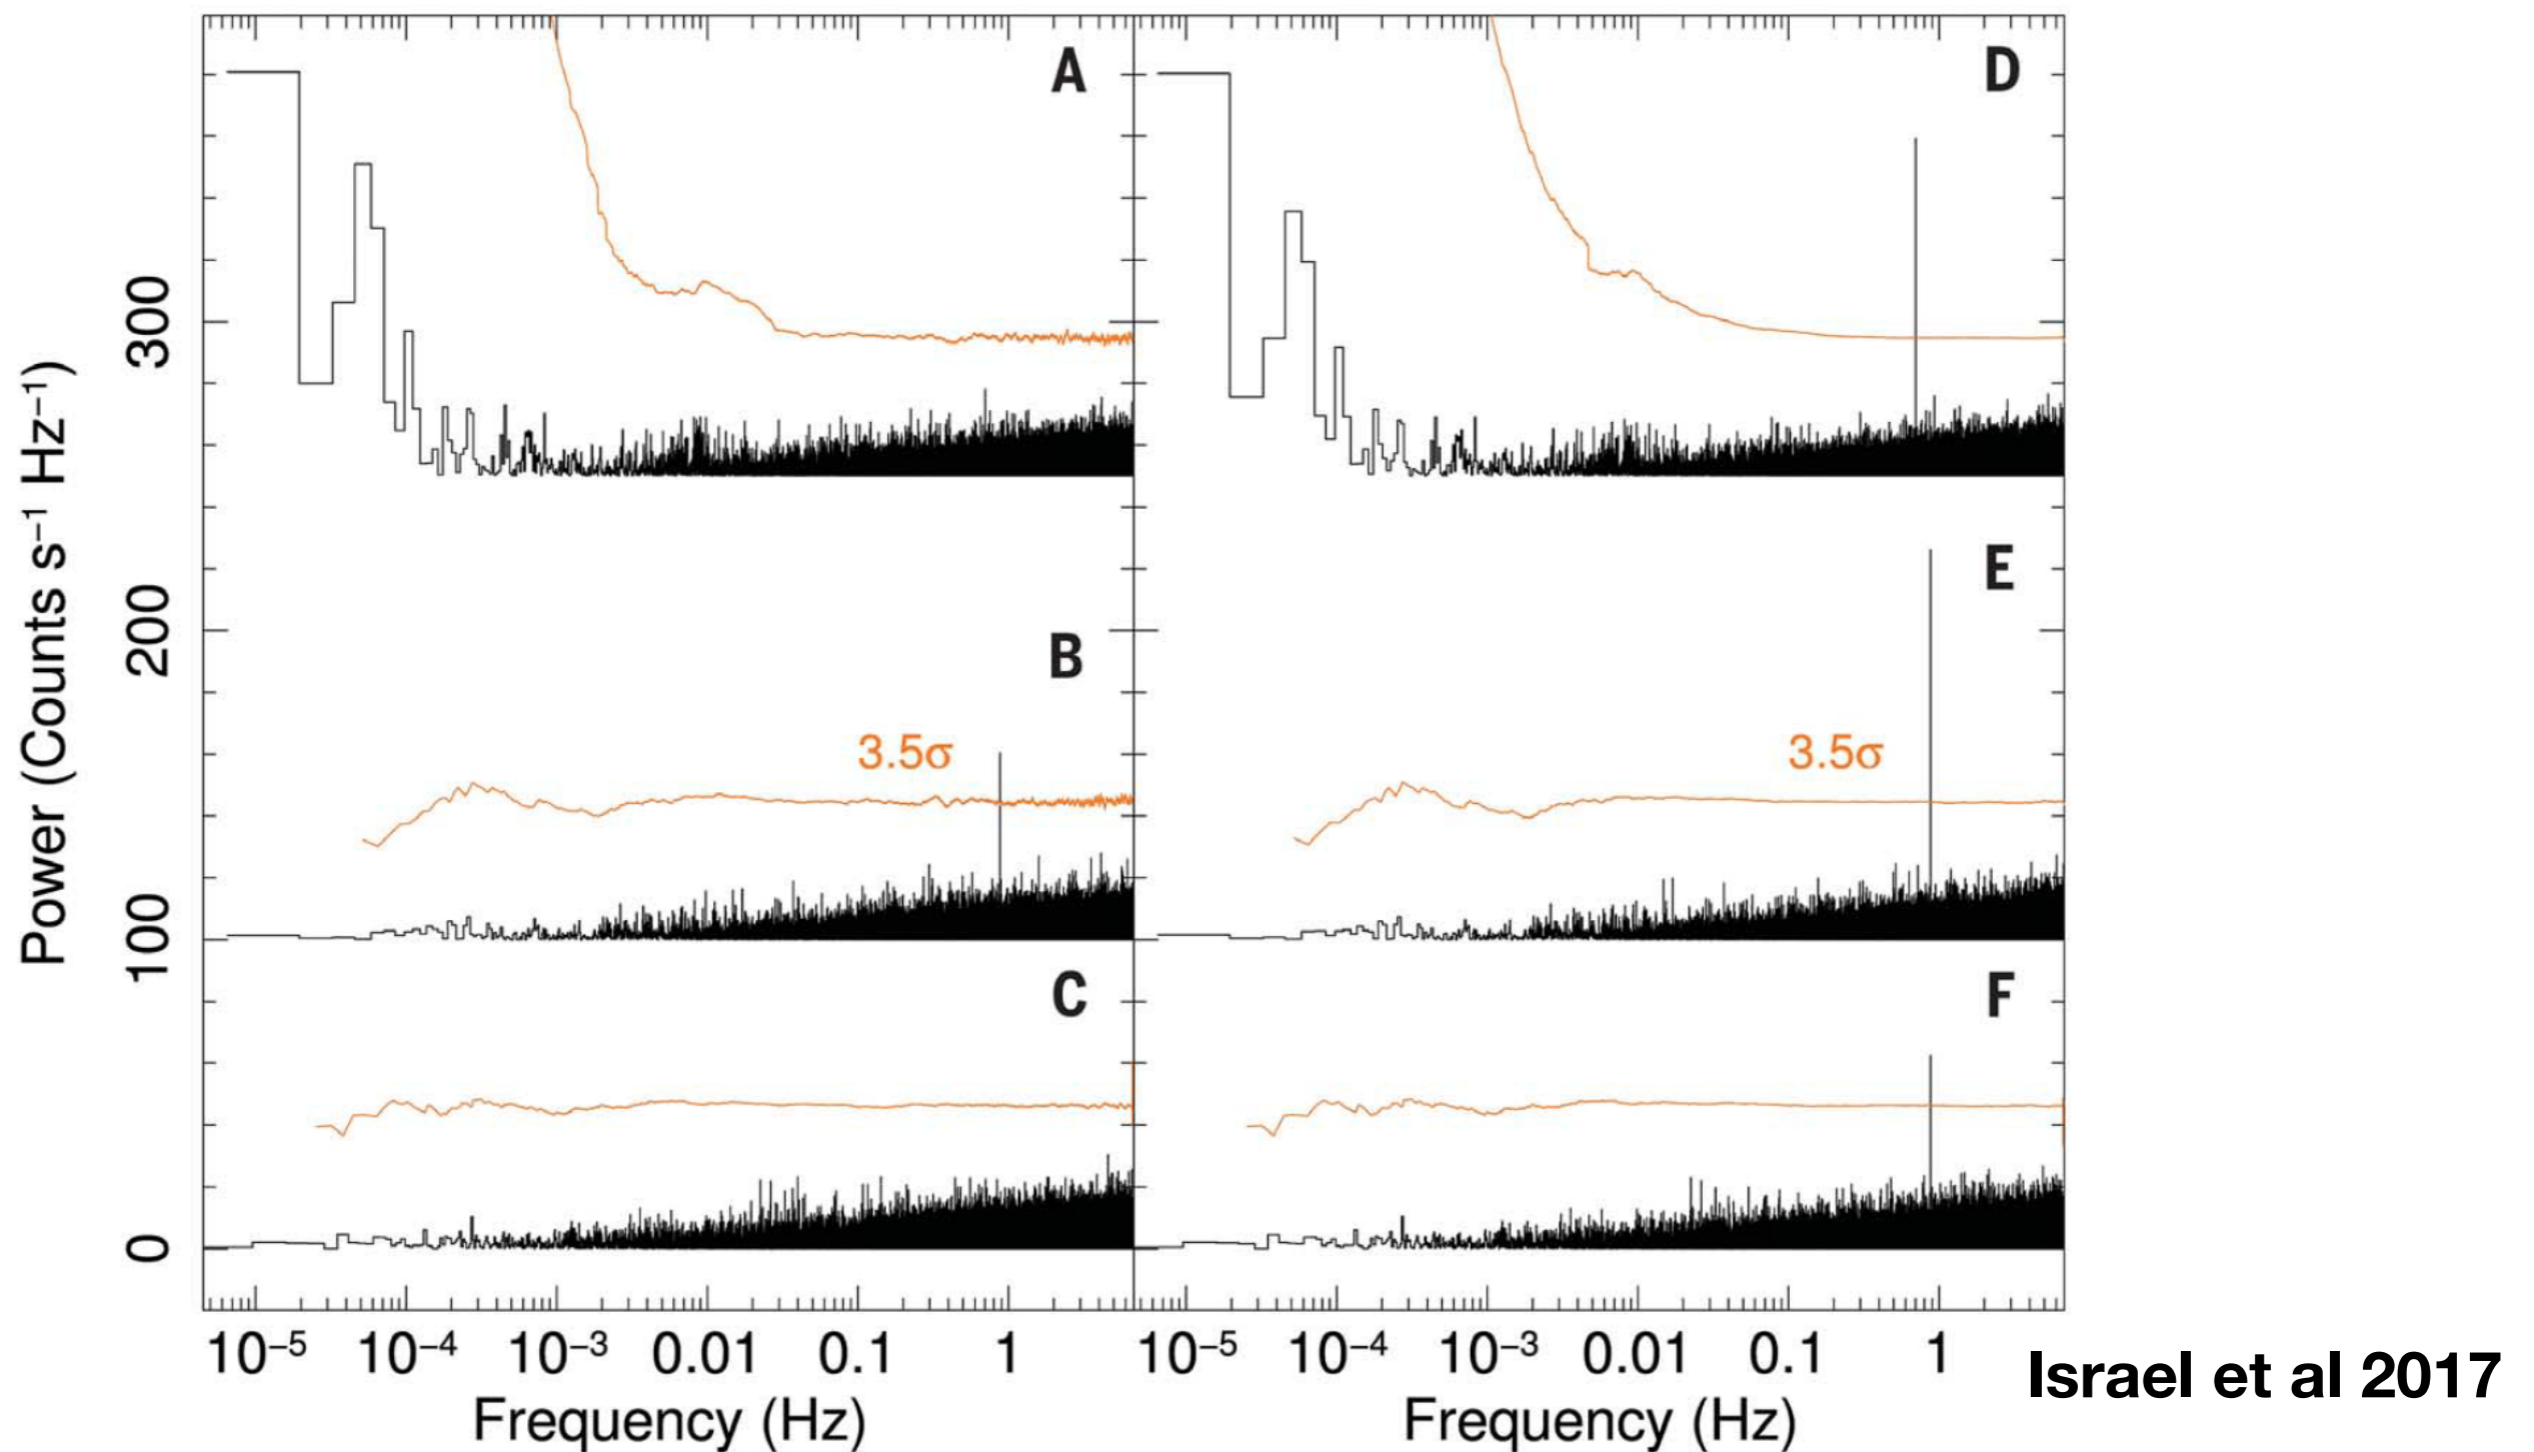 A
D
300
E
200
B
3.5σ
3.5σ
Power (Counts s⁻¹ Hz⁻¹)
100
C
F
0
10⁻⁵ 10⁻⁴ 10⁻³ 0.01 0.1 1
10⁻⁵ 10⁻⁴ 10⁻³ 0.01 0.1 1
Frequency (Hz)
Frequency (Hz)
Israel et al 2017